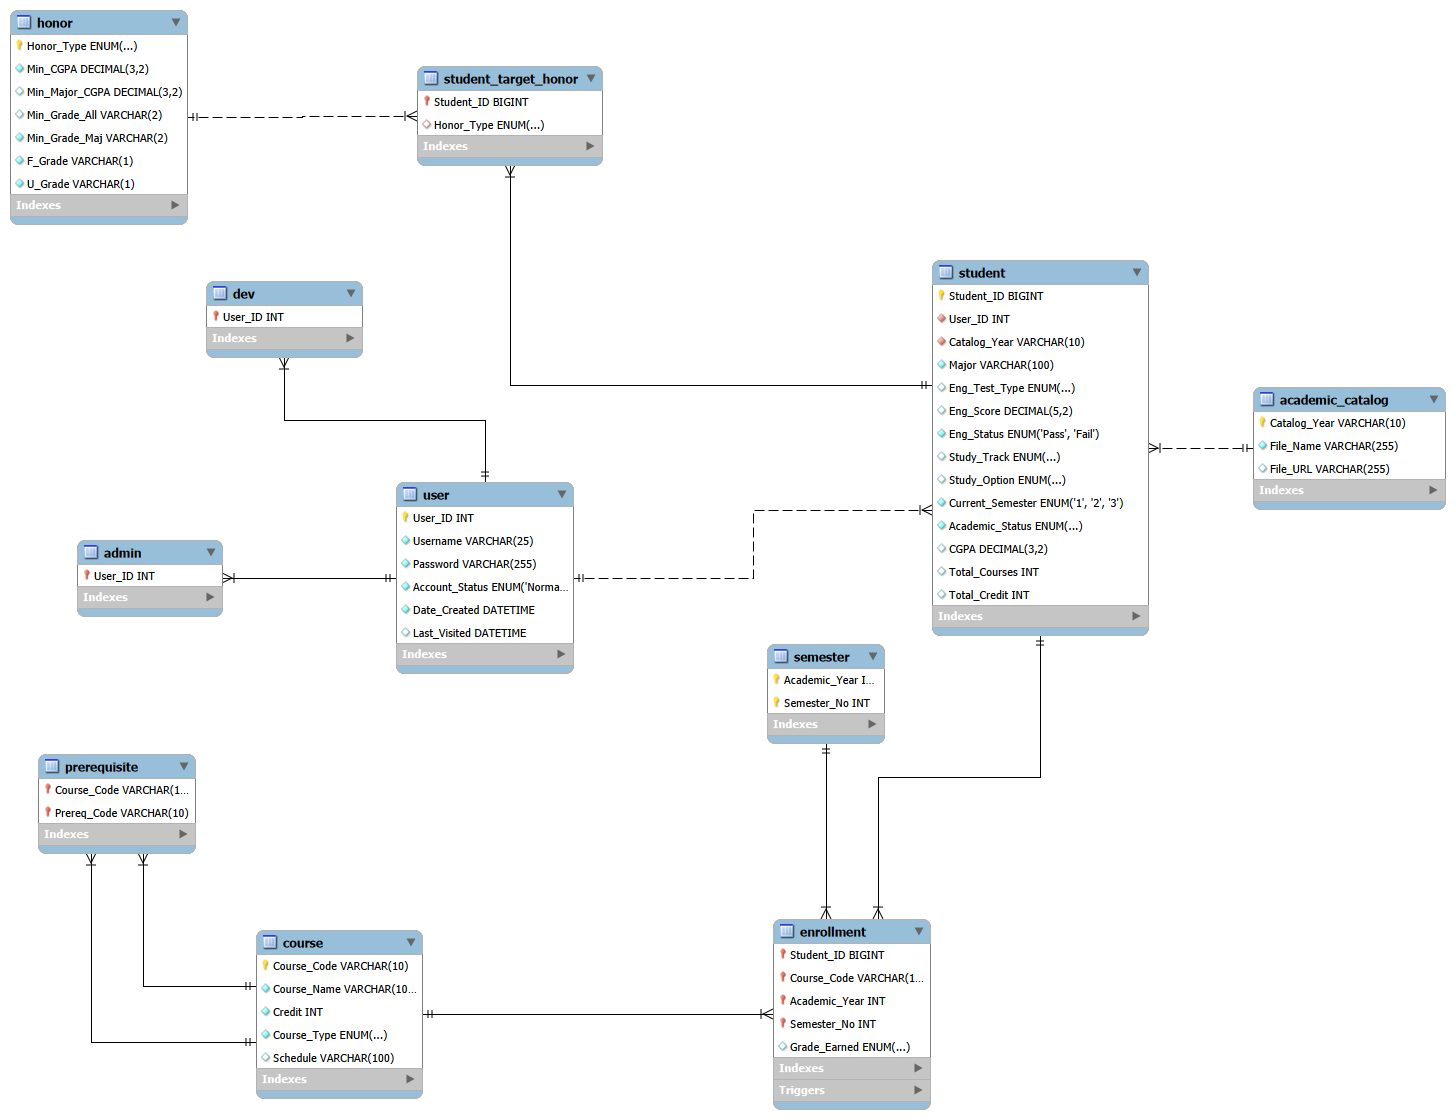 honor
Honor_Type ENUM(...)
Min_CGPA DECIMAL(3,2)
Min_Major_CGPA DECIMAL(3,2)
Min_Grade_All VARCHAR(2)
Min_Grade_Maj VARCHAR(2)
F_Grade VARCHAR(1)
U_Grade VARCHAR(1)
Indexes
student_target_honor
Student_ID BIGINT
Honor_Type ENUM(...)
Indexes
dev
User_ID INT
Indexes
student
Student_ID BIGINT
User_ID INT
Catalog_Year VARCHAR(10)
Major VARCHAR(100)
Eng_Test_Type ENUM(...)
Eng_Score DECIMAL(5,2)
Eng_Status ENUM('Pass', 'Fail')
Study_Track ENUM(...)
Study_Option ENUM(...)
Current_Semester ENUM('1', '2', '3')
Academic_Status ENUM(...)
CGPA DECIMAL(3,2)
Total_Courses INT
Total_Credit INT
Indexes
academic_catalog
Catalog_Year VARCHAR(10)
File_Name VARCHAR(255)
File_URL VARCHAR(255)
Indexes
user
User_ID INT
Username VARCHAR(25)
Password VARCHAR(255)
Account_Status ENUM('Norma...
Date_Created DATETIME
Last_Visited DATETIME
Indexes
admin
User_ID INT
Indexes
semester
Academic_Year I...
Semester_No INT
Indexes
prerequisite
Course_Code VARCHAR(1...
Prereq_Code VARCHAR(10)
Indexes
course
Course_Code VARCHAR(10)
Course_Name VARCHAR(10...
Credit INT
Course_Type ENUM(...)
Schedule VARCHAR(100)
Indexes
enrollment
Student_ID BIGINT
Course_Code VARCHAR(1...
Academic_Year INT
Semester_No INT
Grade_Earned ENUM(...)
Indexes
Triggers